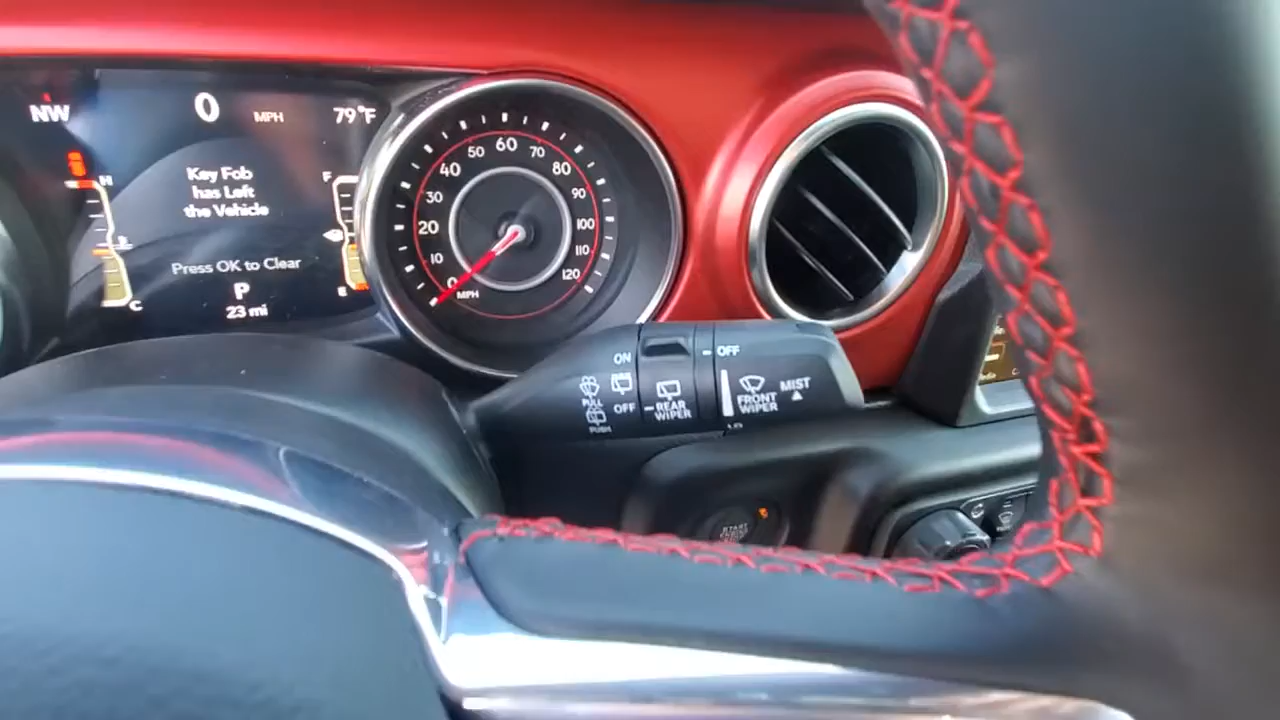 NW
0 MPH
79°F
H
C
F
E
Key Fob
has Left
the Vehicle
Press OK to Clear
P
23 mi
0
10
20
30
40
50
60
70
80
90
100
110
120
MPH
ON
OFF
PULL
PUSH
REAR
WIPER
OFF
FRONT
WIPER
MIST
START